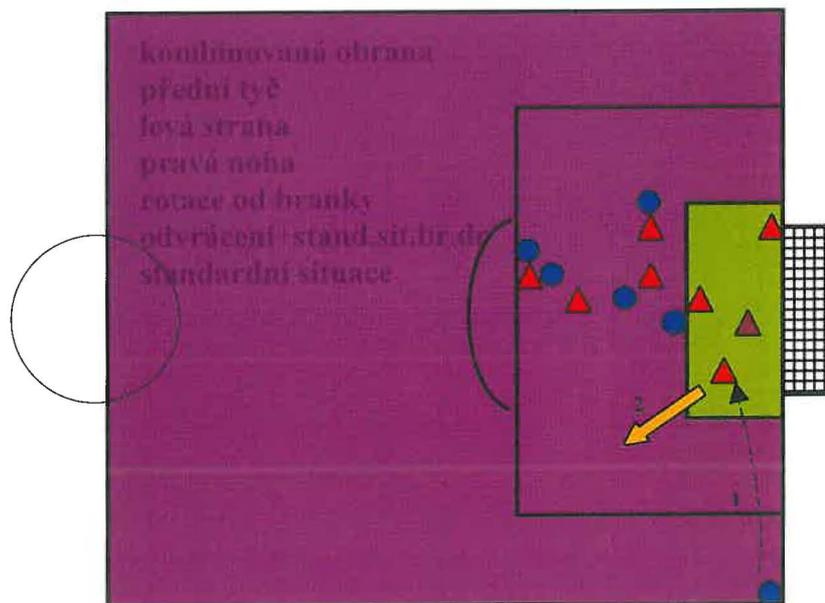 kombinovaná obrana
přední tyč
levá strana
pravá noha
rotace od branky
odvrácení stand.sit.br.dr
standardní situace
2
1